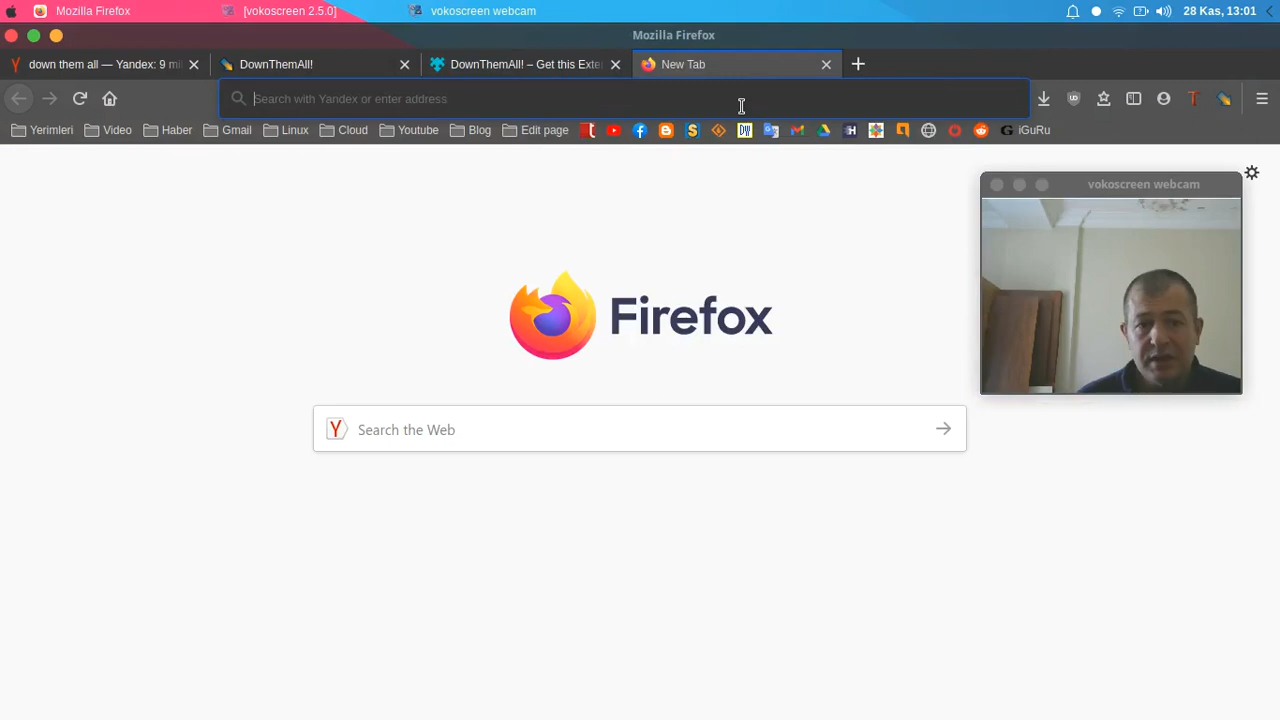 Mozilla Firefox
[vokoscreen 2.5.0]
vokoscreen webcam
28 Kas, 13:01
Mozilla Firefox
down them all — Yandex: 9 mi
DownThemAll!
DownThemAll! – Get this Exte
New Tab
Search with Yandex or enter address
Yerimleri
Video
Haber
Gmail
Linux
Cloud
Youtube
Blog
Edit page
iGuRu
vokoscreen webcam
Firefox
Search the Web